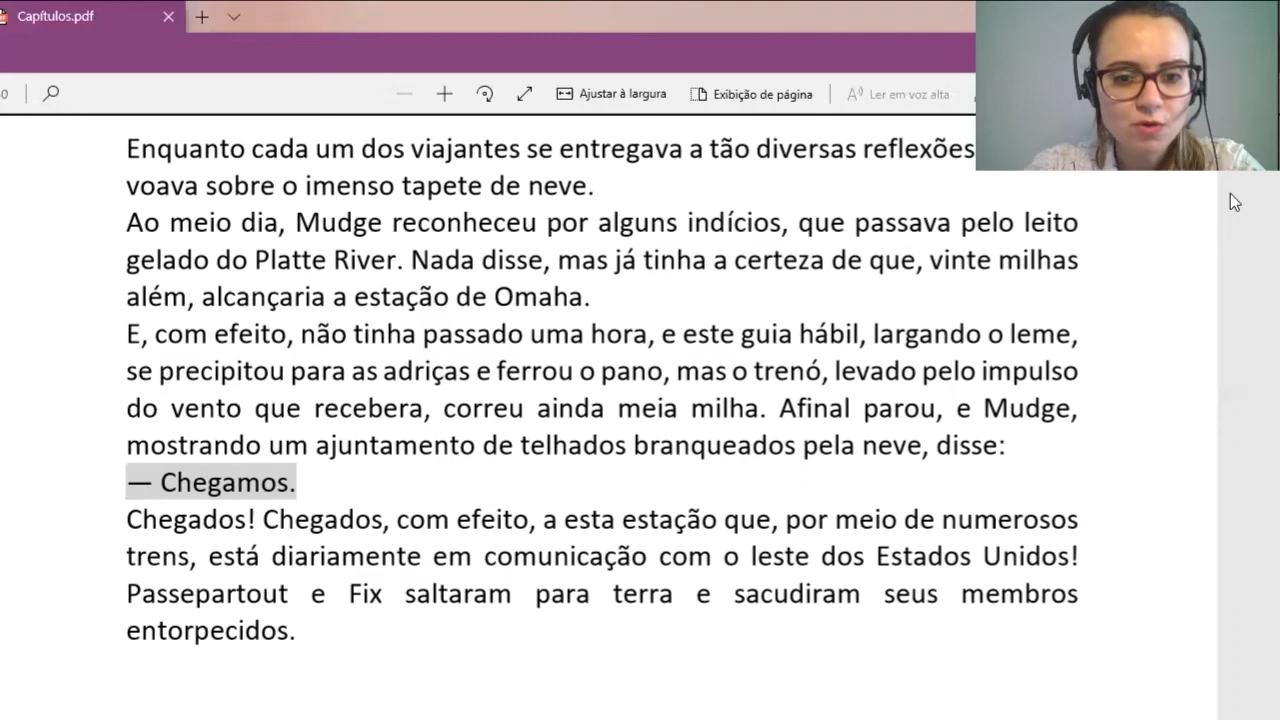 Capítulos.pdf
0
Ajustar à largura
Exibição de página
Ler em voz alta
Enquanto cada um dos viajantes se entregava a tão diversas reflexões
voava sobre o imenso tapete de neve.
Ao meio dia, Mudge reconheceu por alguns indícios, que passava pelo leito
gelado do Platte River. Nada disse, mas já tinha a certeza de que, vinte milhas
além, alcançaria a estação de Omaha.
E, com efeito, não tinha passado uma hora, e este guia hábil, largando o leme,
se precipitou para as adriças e ferrou o pano, mas o trenó, levado pelo impulso
do vento que recebera, correu ainda meia milha. Afinal parou, e Mudge,
mostrando um ajuntamento de telhados branqueados pela neve, disse:
— Chegamos.
Chegados! Chegados, com efeito, a esta estação que, por meio de numerosos
trens, está diariamente em comunicação com o leste dos Estados Unidos!
Passepartout e Fix saltaram para terra e sacudiram seus membros
entorpecidos.